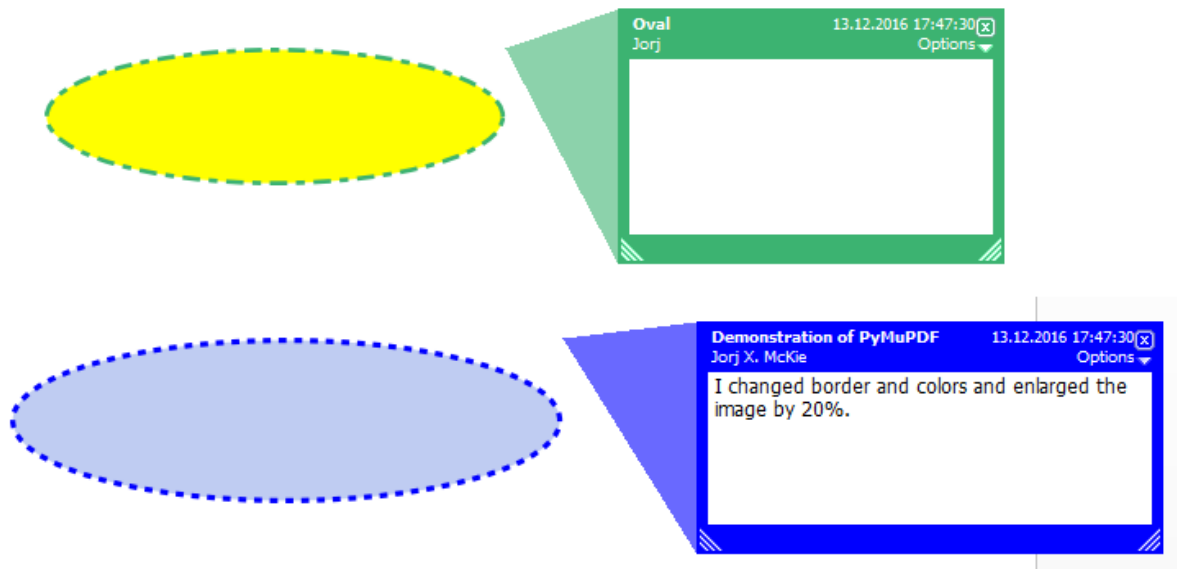 Oval 13.12.2016 17:47:30
Jorj Options
Demonstration of PyMuPDF 13.12.2016 17:47:30
Jorj X. McKie Options
I changed border and colors and enlarged the
image by 20%.